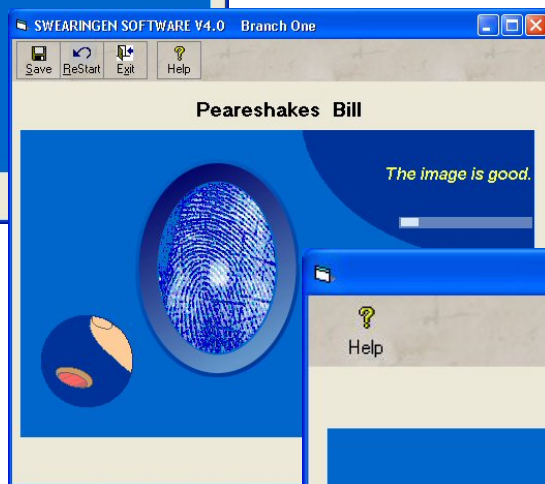 SWEARINGEN SOFTWARE V4.0 Branch One
Save ReStart Exit Help
Peareshakes Bill
The image is good.
Help